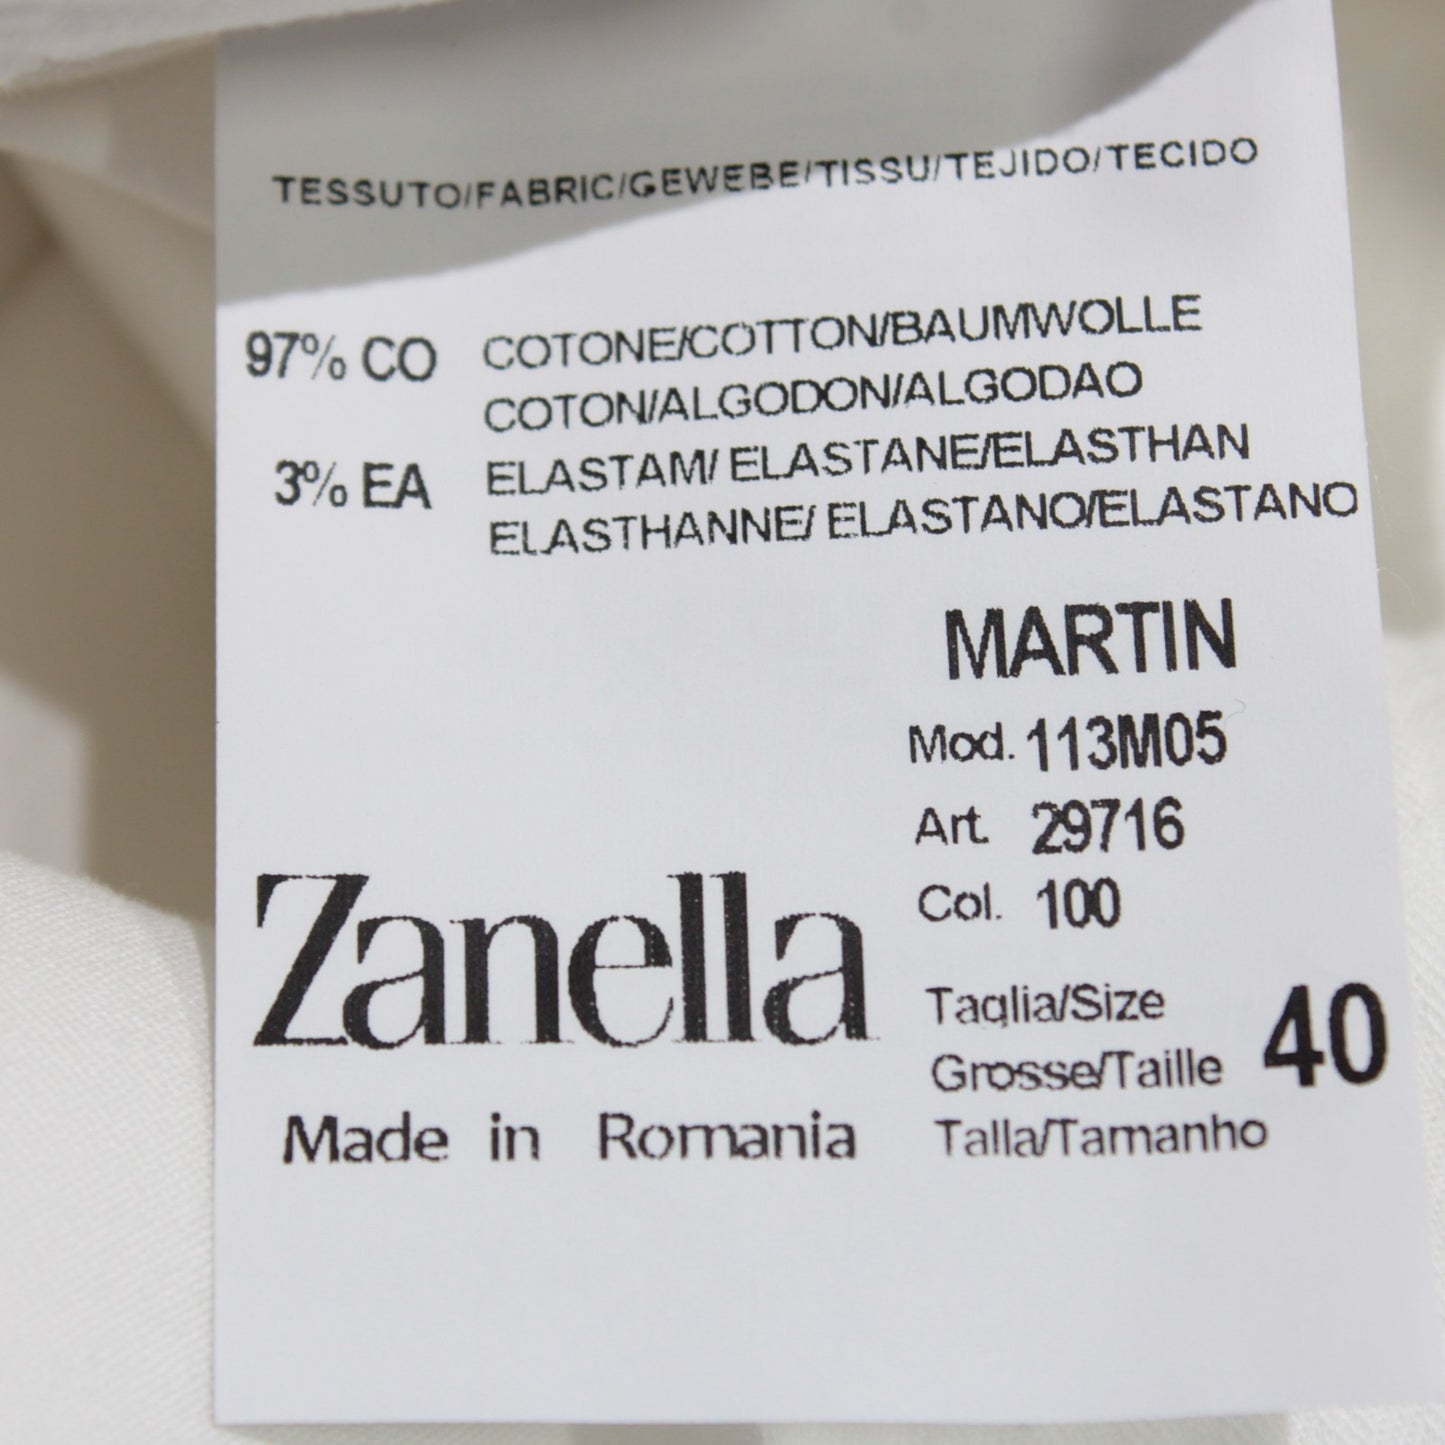 TESSUTO/FABRIC/GEWEBE/TISSU/TEJIDO/TECIDO
97% CO COTONE/COTTON/BAUMWOLLE
COTON/ALGODON/ALGODAO
3% EA ELASTAM/ ELASTANE/ELASTHAN
ELASTHANNE/ ELASTANO/ELASTANO
MARTIN
Mod. 113M05
Art. 29716
Col. 100
Zanella
Made in Romania
Taglia/Size
Grosse/Taille 40
Talla/Tamanho